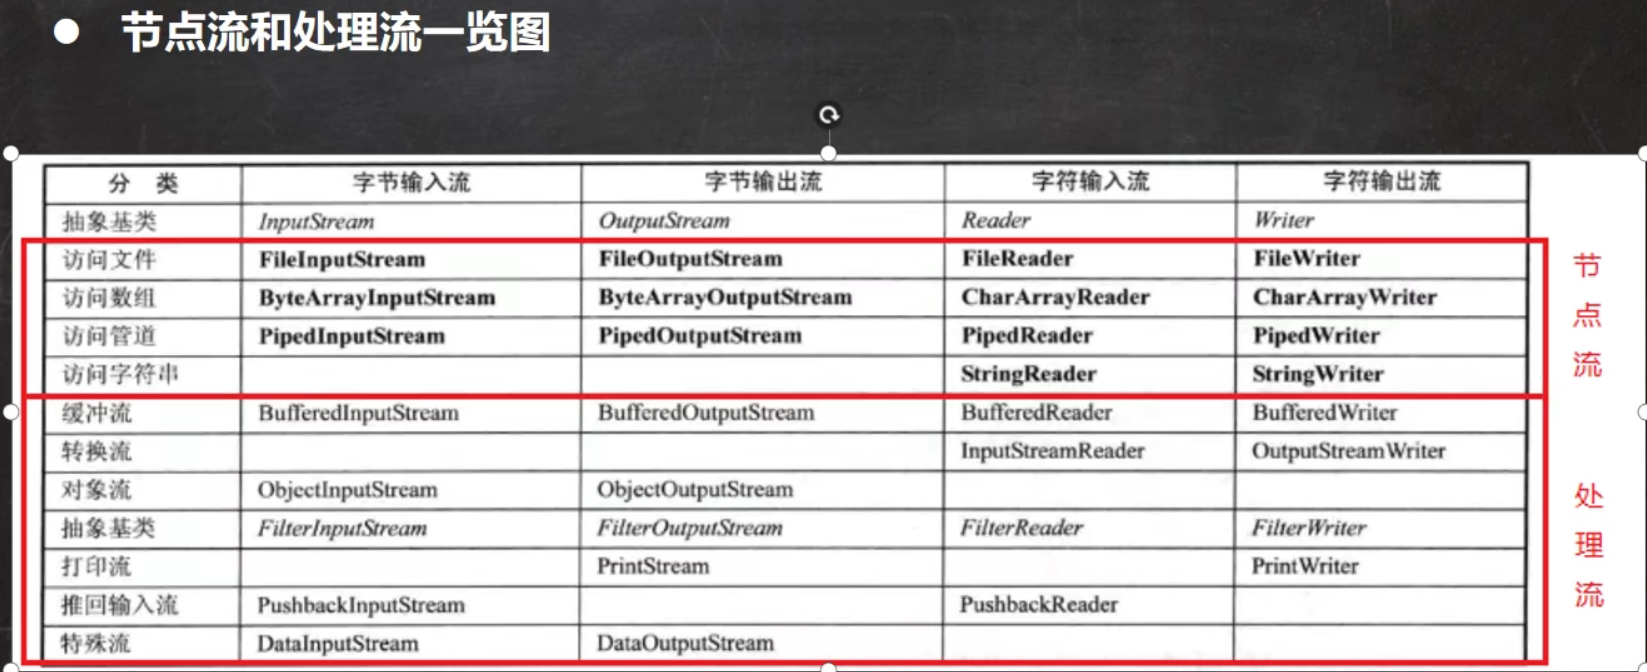 ● 节点流和处理流一览图
分 类 字节输入流 字节输出流 字符输入流 字符输出流
抽象基类 InputStream OutputStream Reader Writer
访问文件 FileInputStream FileOutputStream FileReader FileWriter
访问数组 ByteArrayInputStream ByteArrayOutputStream CharArrayReader CharArrayWriter
访问管道 PipedInputStream PipedOutputStream PipedReader PipedWriter
访问字符串 StringReader StringWriter
节点流
缓冲流 BufferedInputStream BufferedOutputStream BufferedReader BufferedWriter
转换流 InputStreamReader OutputStreamWriter
对象流 ObjectInputStream ObjectOutputStream
抽象基类 FilterInputStream FilterOutputStream FilterReader FilterWriter
打印流 PrintStream PrintWriter
推回输入流 PushbackInputStream PushbackReader
特殊流 DataInputStream DataOutputStream
处理流